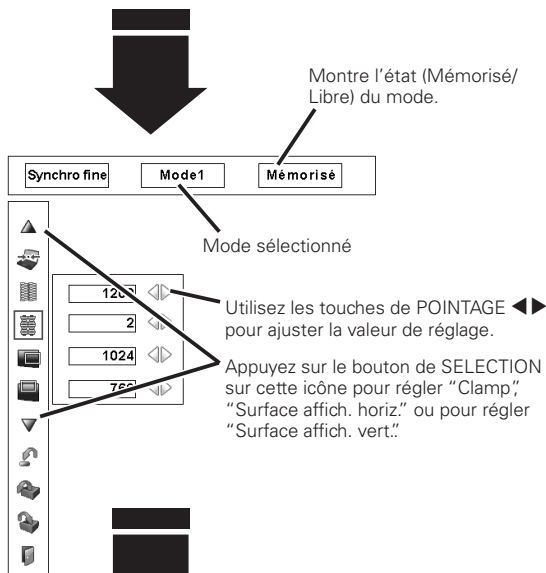 Montre l'état (Mémorisé/
Libre) du mode.
Synchro fine
Mode1
Mémorisé
Mode sélectionné
2
1024
Utilisez les touches de POINTAGE ◀▶
pour ajuster la valeur de réglage.
Appuyez sur le bouton de SELECTION
sur cette icône pour régler “Clamp”,
“Surface affich. horiz.” ou pour régler
“Surface affich. vert.”.